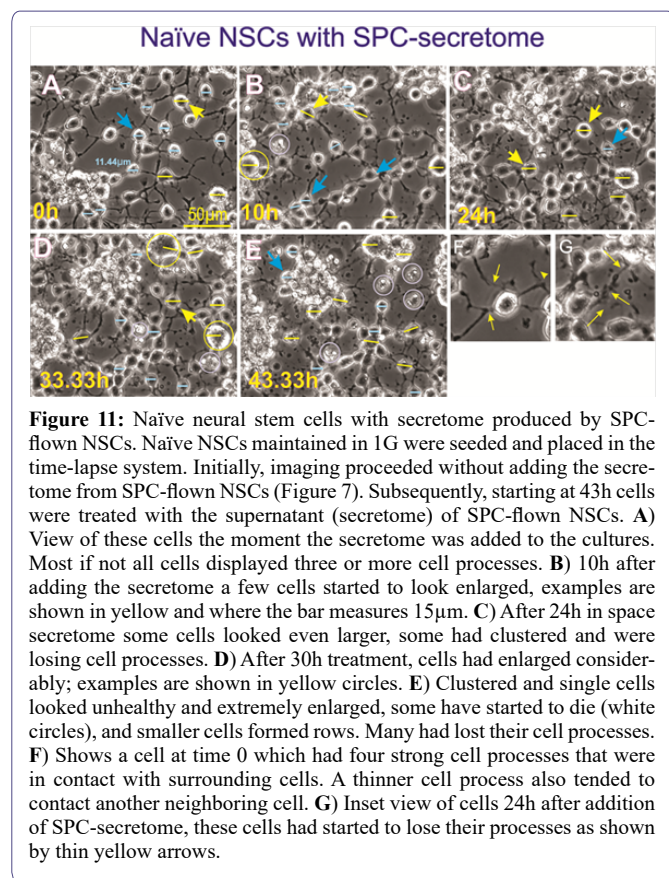 Naïve NSCs with SPC-secretome
A
B
C
11.44µm
0h
50µm
10h
24h
D
E
F
G
33.33h
43.33h
Figure 11: Naïve neural stem cells with secretome produced by SPC-
flown NSCs. Naïve NSCs maintained in 1G were seeded and placed in the
time-lapse system. Initially, imaging proceeded without adding the secre-
tome from SPC-flown NSCs (Figure 7). Subsequently, starting at 43h cells
were treated with the supernatant (secretome) of SPC-flown NSCs. A)
View of these cells the moment the secretome was added to the cultures.
Most if not all cells displayed three or more cell processes. B) 10h after
adding the secretome a few cells started to look enlarged, examples are
shown in yellow and where the bar measures 15µm. C) After 24h in space
secretome some cells looked even larger, some had clustered and were
losing cell processes. D) After 30h treatment, cells had enlarged consider-
ably; examples are shown in yellow circles. E) Clustered and single cells
looked unhealthy and extremely enlarged, some have started to die (white
circles), and smaller cells formed rows. Many had lost their cell processes.
F) Shows a cell at time 0 which had four strong cell processes that were
in contact with surrounding cells. A thinner cell process also tended to
contact another neighboring cell. G) Inset view of cells 24h after addition
of SPC-secretome, these cells had started to lose their processes as shown
by thin yellow arrows.